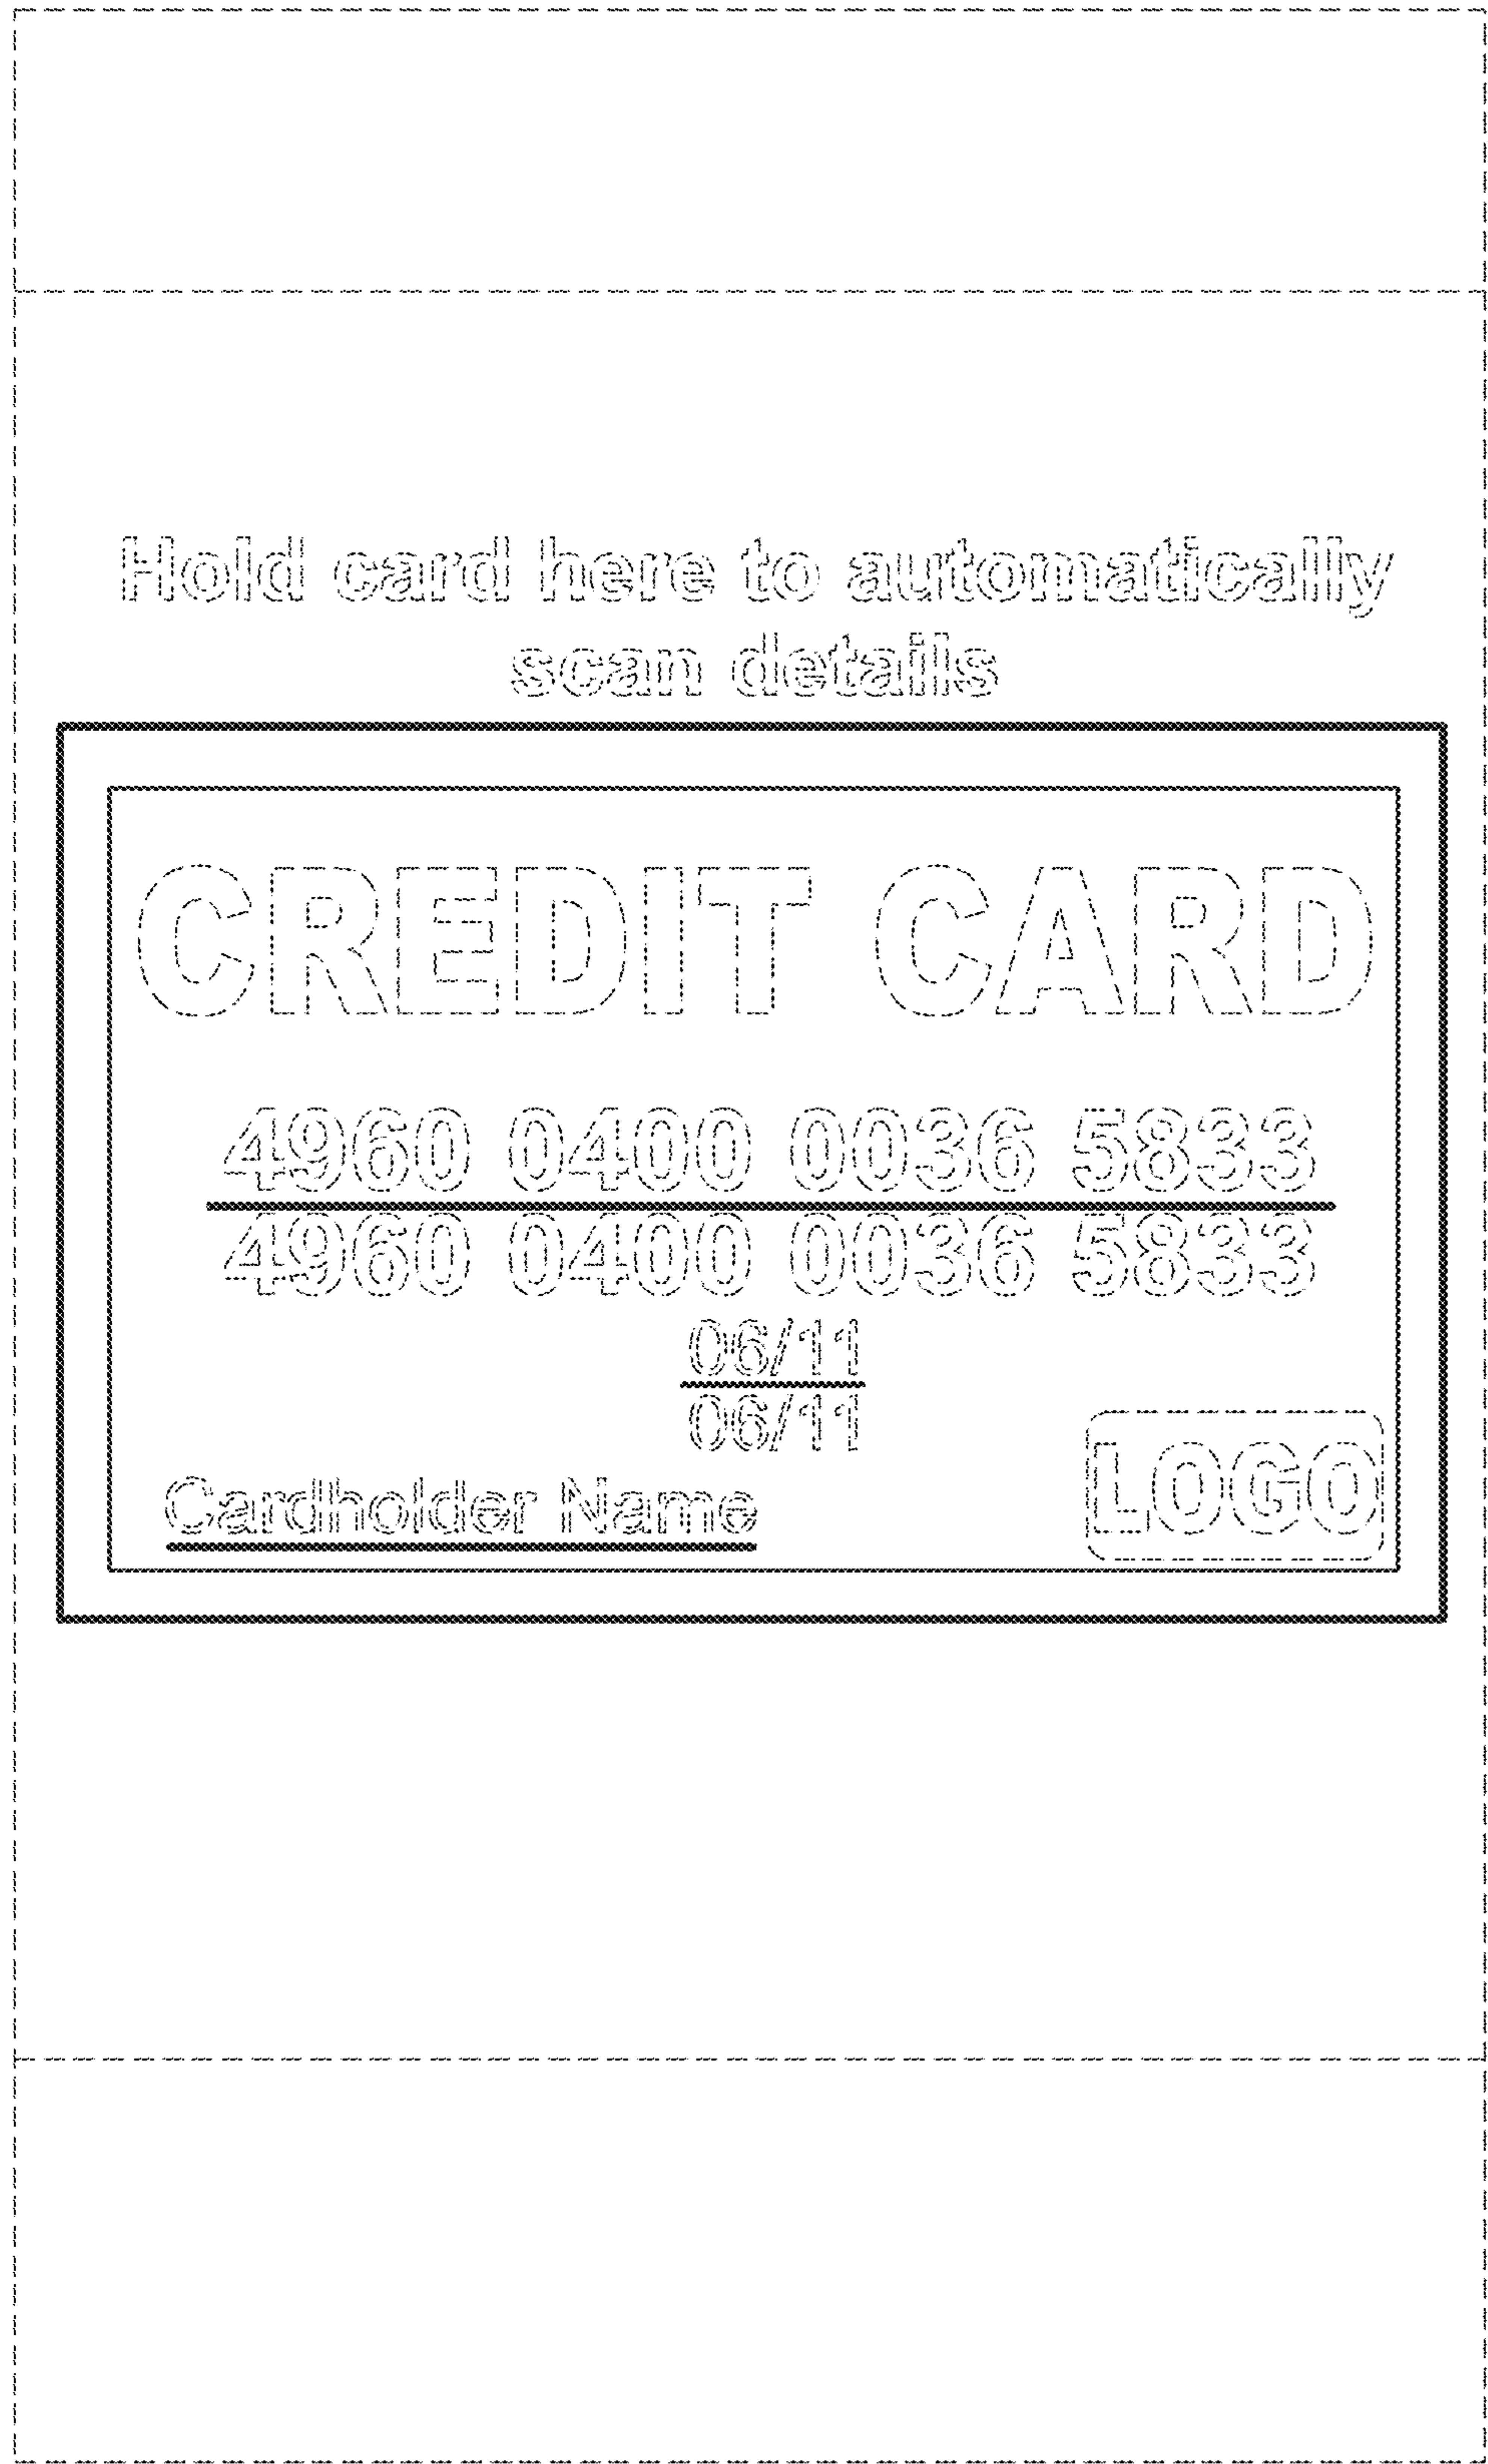 Hold card here to automatically
scan details
CREDIT CARD
4960 0400 0036 5833
4960 0400 0036 5833
06/11
06/11
Cardholder Name
LOGO